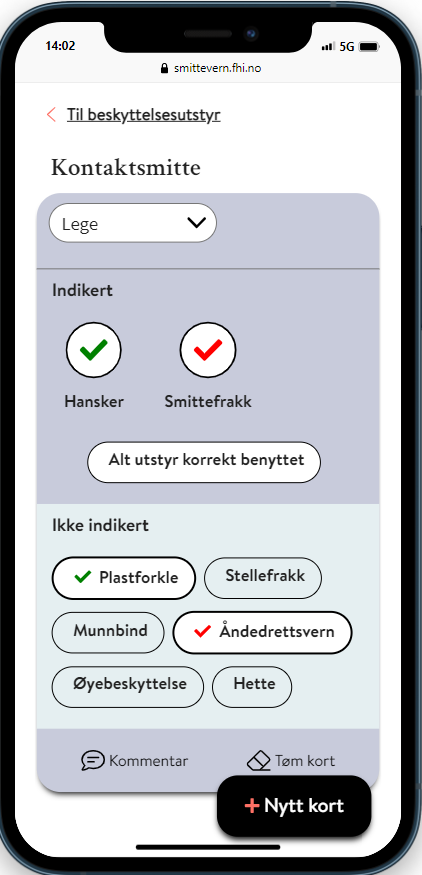 14:02
5G
smittevern.fhi.no
Til beskyttelsesutstyr
Kontaktsmitte
Lege
Indikert
Hansker Smittefrakk
Alt utstyr korrekt benyttet
Ikke indikert
Plastforkle Stellefrakk
Munnbind Åndedrettsvern
Øyebeskyttelse Hette
Kommentar Tøm kort
+ Nytt kort